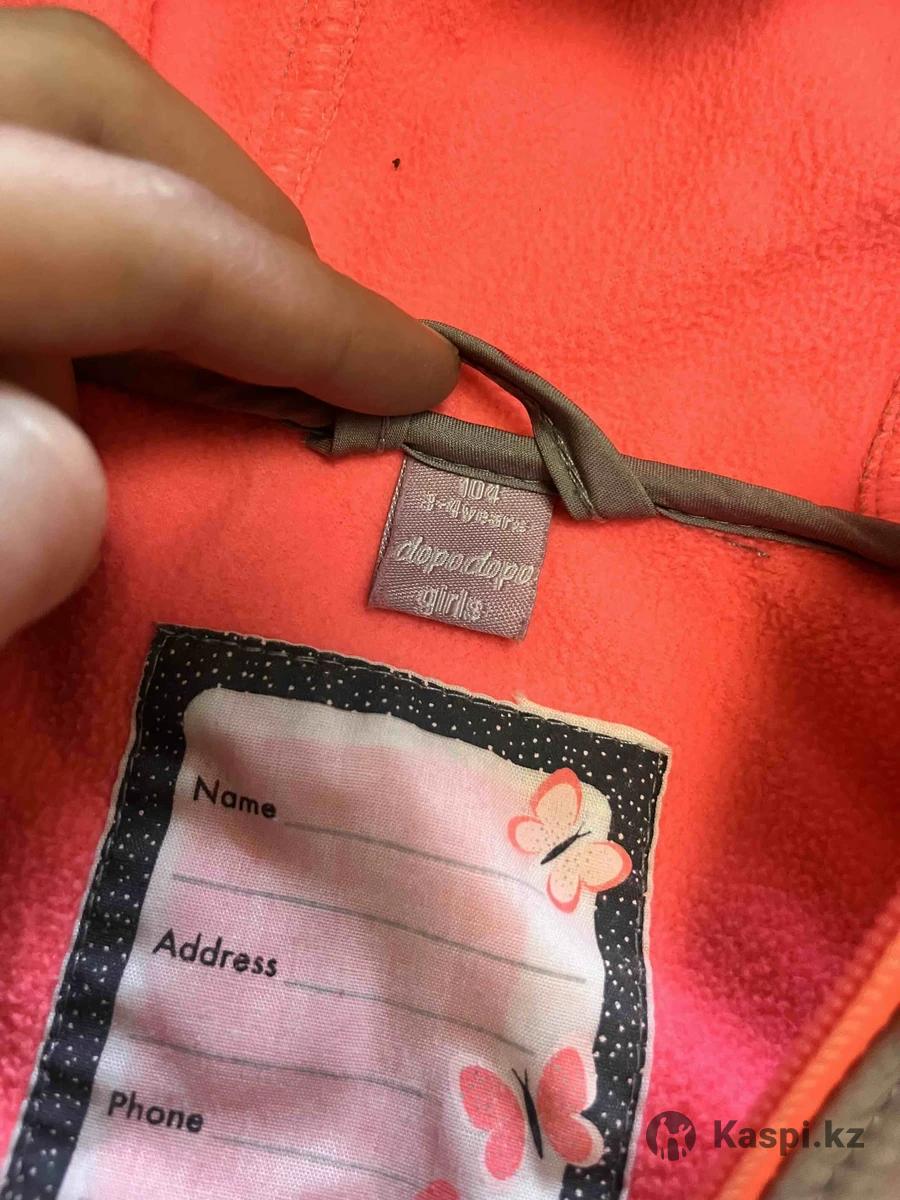 104
3-4years
dopodopo
girls
Name
Address
Phone
Kaspi.kz